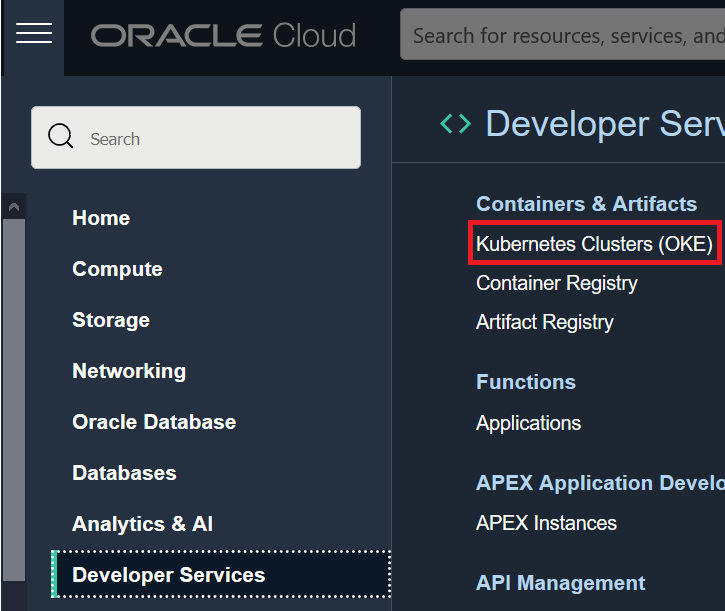 ORACLE Cloud
Search for resources, services, and
Search
Home
Compute
Storage
Networking
Oracle Database
Databases
Analytics & AI
Developer Services
Developer Serv
Containers & Artifacts
Kubernetes Clusters (OKE)
Container Registry
Artifact Registry
Functions
Applications
APEX Application Develo
APEX Instances
API Management